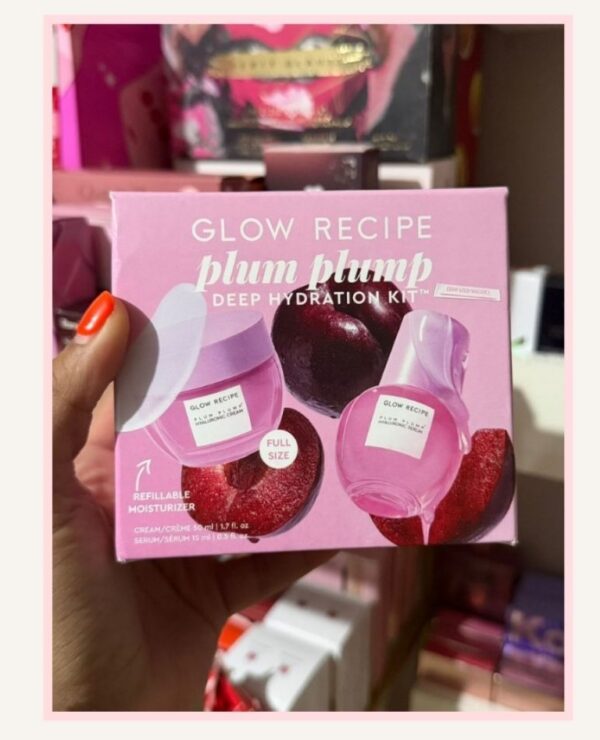 GLOW RECIPE
plum plump
DEEP HYDRATION KIT™
GLOW RECIPE
PLUM PLUMP
HYALURONIC CREAM
GLOW RECIPE
PLUM PLUMP
HYALURONIC SERUM
FULL
SIZE
REFILLABLE
MOISTURIZER
CREAM/CRÈME 50 ml | 1.7 fl. oz
SERUM/SÉRUM 15 ml | 0.5 fl. oz